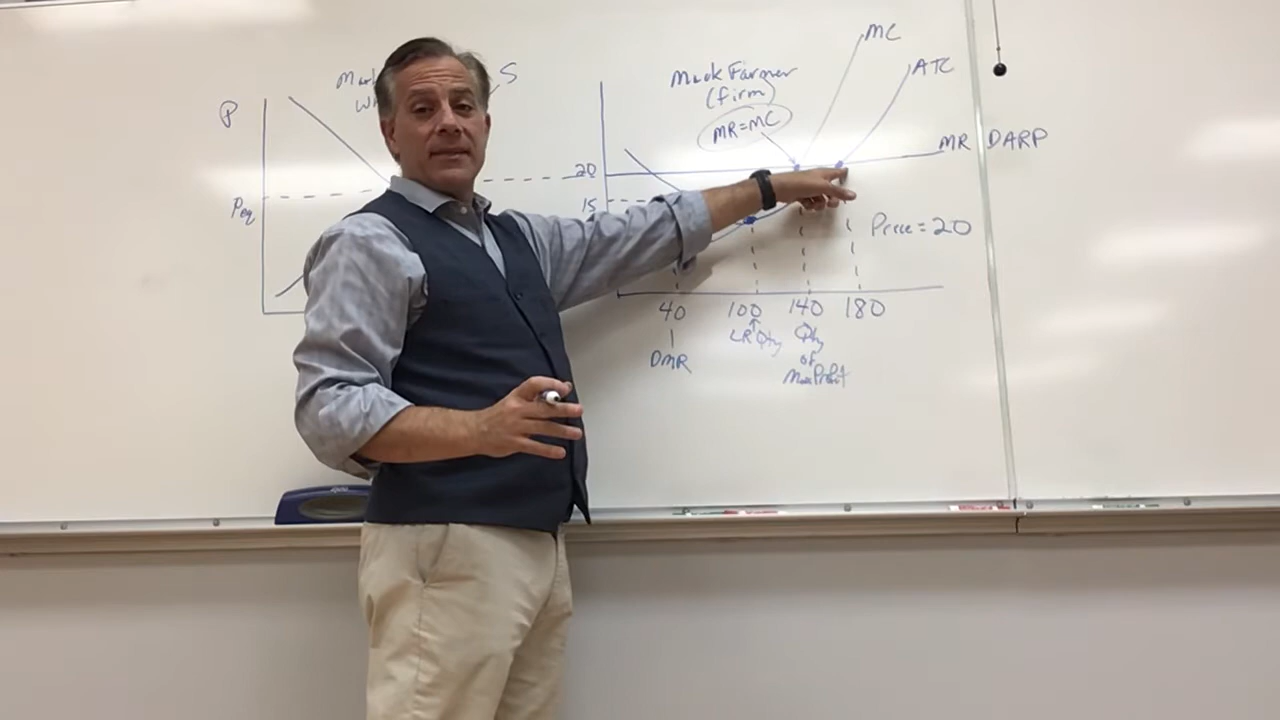 S
P
Peq
Mack Farmer
(firm)
MR=MC
MC
ATC
MR DARP
20
15
Price = 20
40
100
140
180
DMR
LR Qty
Qty
of
Max Profit